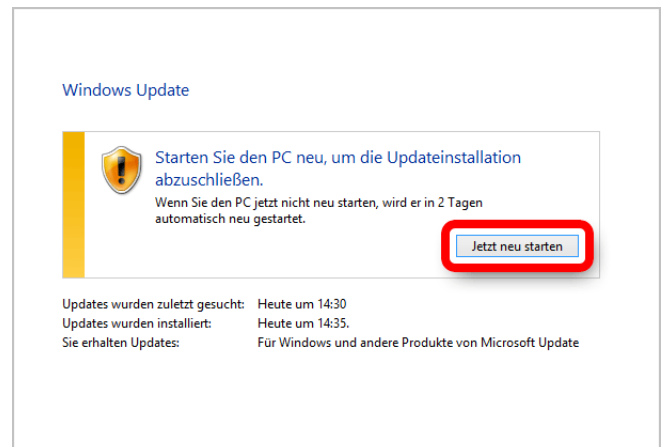 Windows Update
Starten Sie den PC neu, um die Updateinstallation
abzuschließen.
Wenn Sie den PC jetzt nicht neu starten, wird er in 2 Tagen
automatisch neu gestartet.
Jetzt neu starten
Updates wurden zuletzt gesucht: Heute um 14:30
Updates wurden installiert: Heute um 14:35.
Sie erhalten Updates: Für Windows und andere Produkte von Microsoft Update